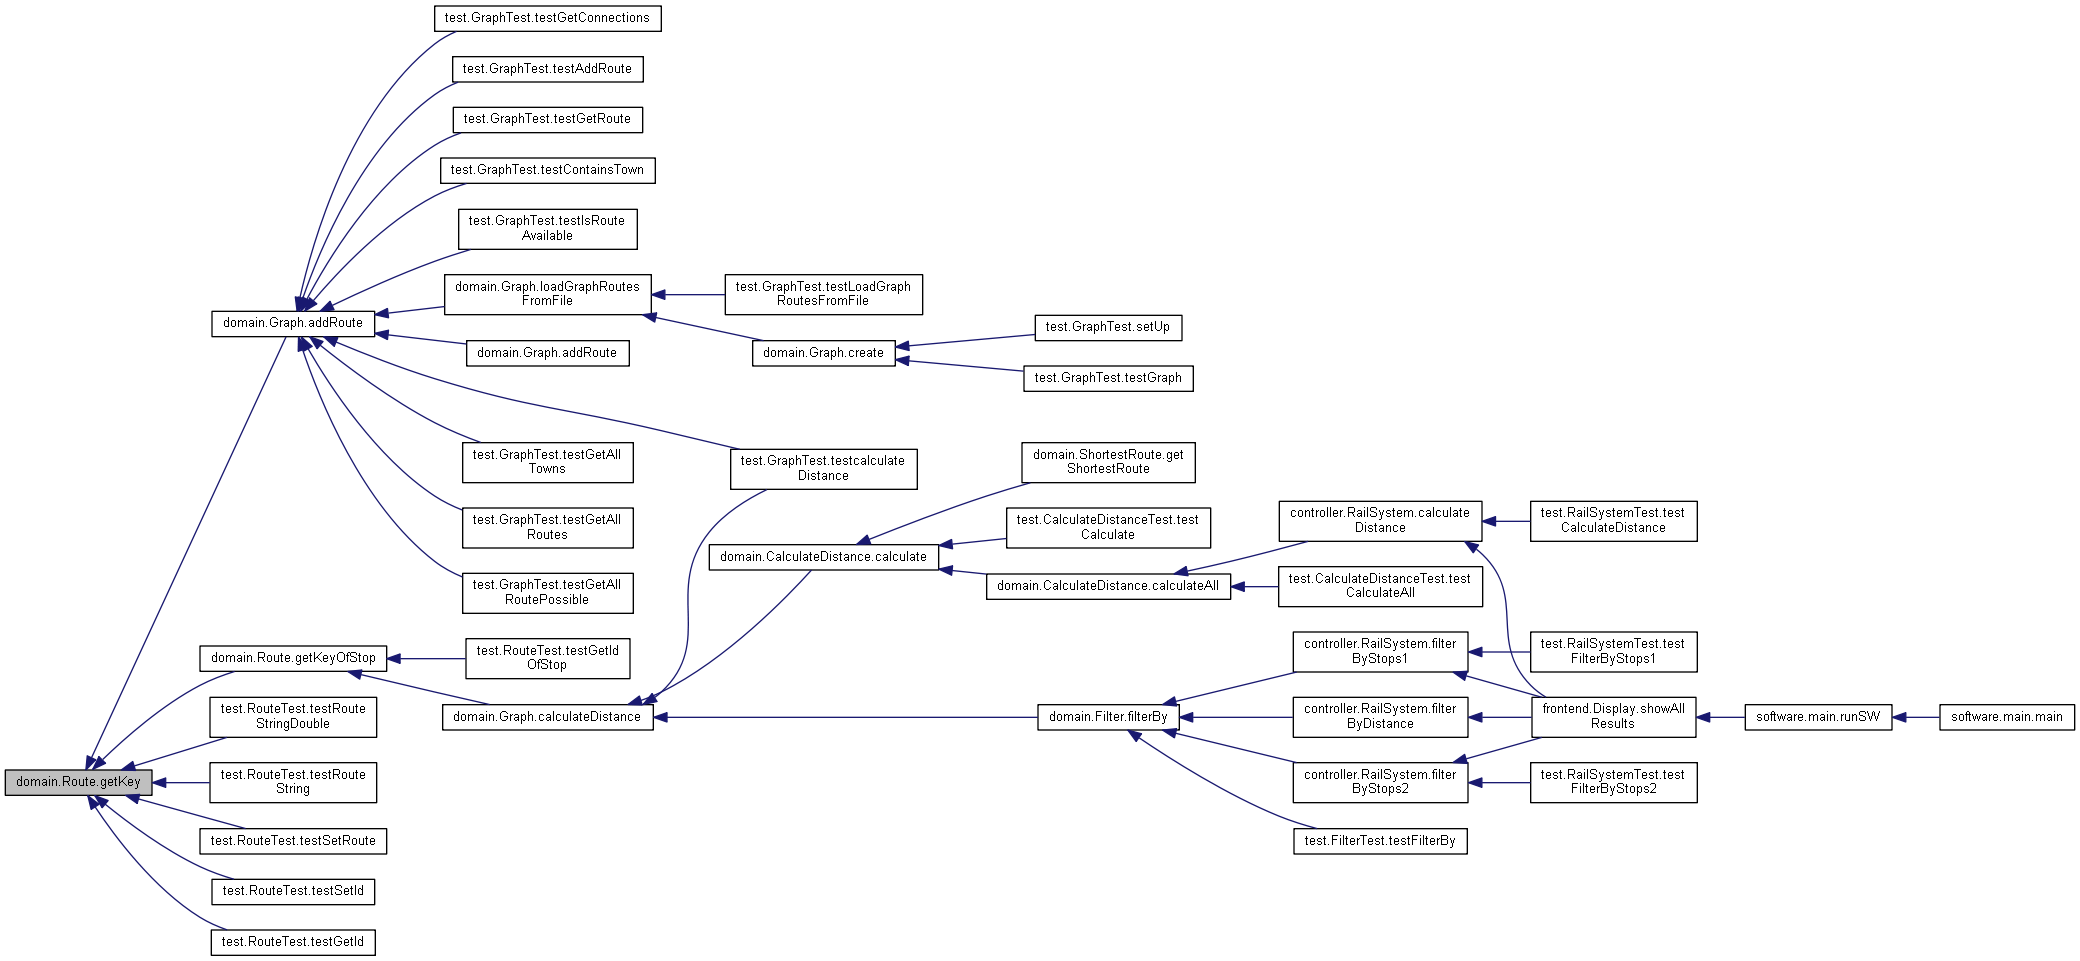 test.GraphTest.testGetConnections
test.GraphTest.testAddRoute
test.GraphTest.testGetRoute
test.GraphTest.testContainsTown
test.GraphTest.testIsRoute
Available
domain.Graph.loadGraphRoutes
FromFile
test.GraphTest.testLoadGraph
RoutesFromFile
domain.Graph.addRoute
test.GraphTest.setUp
domain.Graph.addRoute
domain.Graph.create
test.GraphTest.testGraph
test.GraphTest.testGetAll
Towns
test.GraphTest.testcalculate
Distance
domain.ShortestRoute.get
ShortestRoute
test.GraphTest.testGetAll
Routes
test.CalculateDistanceTest.test
Calculate
controller.RailSystem.calculate
Distance
test.RailSystemTest.test
CalculateDistance
domain.CalculateDistance.calculate
test.GraphTest.testGetAll
RoutePossible
domain.CalculateDistance.calculateAll
test.CalculateDistanceTest.test
CalculateAll
domain.Route.getKeyOfStop
test.RouteTest.testGetId
OfStop
controller.RailSystem.filter
ByStops1
test.RailSystemTest.test
FilterByStops1
test.RouteTest.testRoute
StringDouble
domain.Graph.calculateDistance
domain.Filter.filterBy
controller.RailSystem.filter
ByDistance
frontend.Display.showAll
Results
software.main.runSW
software.main.main
domain.Route.getKey
test.RouteTest.testRoute
String
controller.RailSystem.filter
ByStops2
test.RailSystemTest.test
FilterByStops2
test.RouteTest.testSetRoute
test.FilterTest.testFilterBy
test.RouteTest.testSetId
test.RouteTest.testGetId